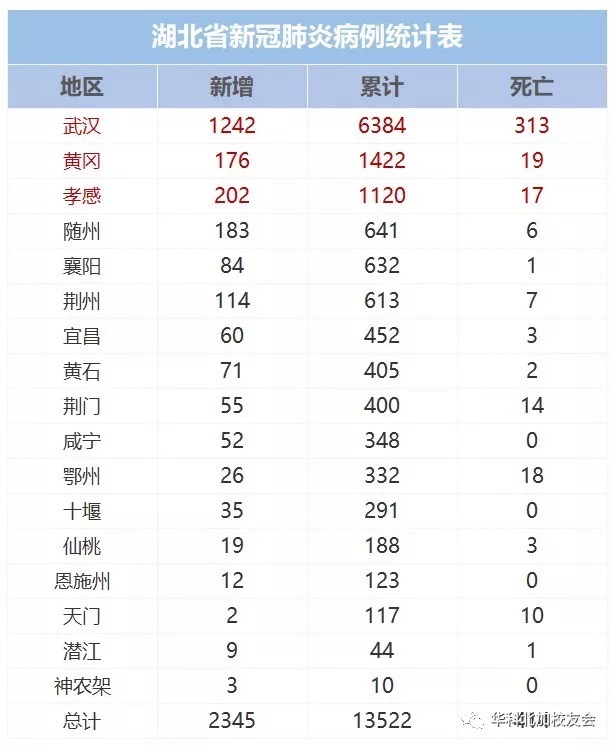 湖北省新冠肺炎病例统计表
地区 新增 累计 死亡
武汉 1242 6384 313
黄冈 176 1422 19
孝感 202 1120 17
随州 183 641 6
襄阳 84 632 1
荆州 114 613 7
宜昌 60 452 3
黄石 71 405 2
荆门 55 400 14
咸宁 52 348 0
鄂州 26 332 18
十堰 35 291 0
仙桃 19 188 3
恩施州 12 123 0
天门 2 117 10
潜江 9 44 1
神农架 3 10 0
总计 2345 13522
华科北加校友会